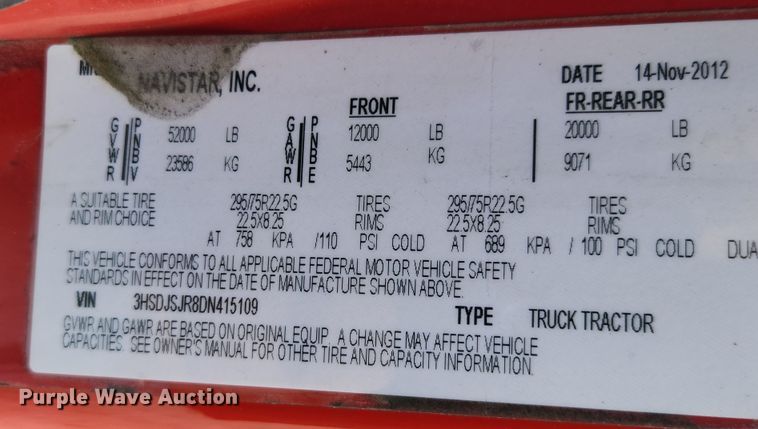 NAVISTAR, INC. DATE 14-Nov-2012
FRONT FR-REAR-RR
GVWR PNBV 52000 LB GAWR PNBE 12000 LB 20000 LB
23586 KG 5443 KG 9071 KG
A SUITABLE TIRE 295/75R22.5G TIRES 295/75R22.5G TIRES
AND RIM CHOICE 22.5X8.25 RIMS 22.5X8.25 RIMS
AT 758 KPA /110 PSI COLD AT 689 KPA / 100 PSI COLD DUA
THIS VEHICLE CONFORMS TO ALL APPLICABLE FEDERAL MOTOR VEHICLE SAFETY
STANDARDS IN EFFECT ON THE DATE OF MANUFACTURE SHOWN ABOVE.
VIN 3HSDJSJR8DN415109 TYPE TRUCK TRACTOR
GVWR AND GAWR ARE BASED ON ORIGINAL EQUIP. A CHANGE MAY AFFECT VEHICLE
CAPACITIES. SEE OWNER'S MANUAL FOR OTHER TIRE AND CAPACITY INFORMATION.
Purple Wave Auction